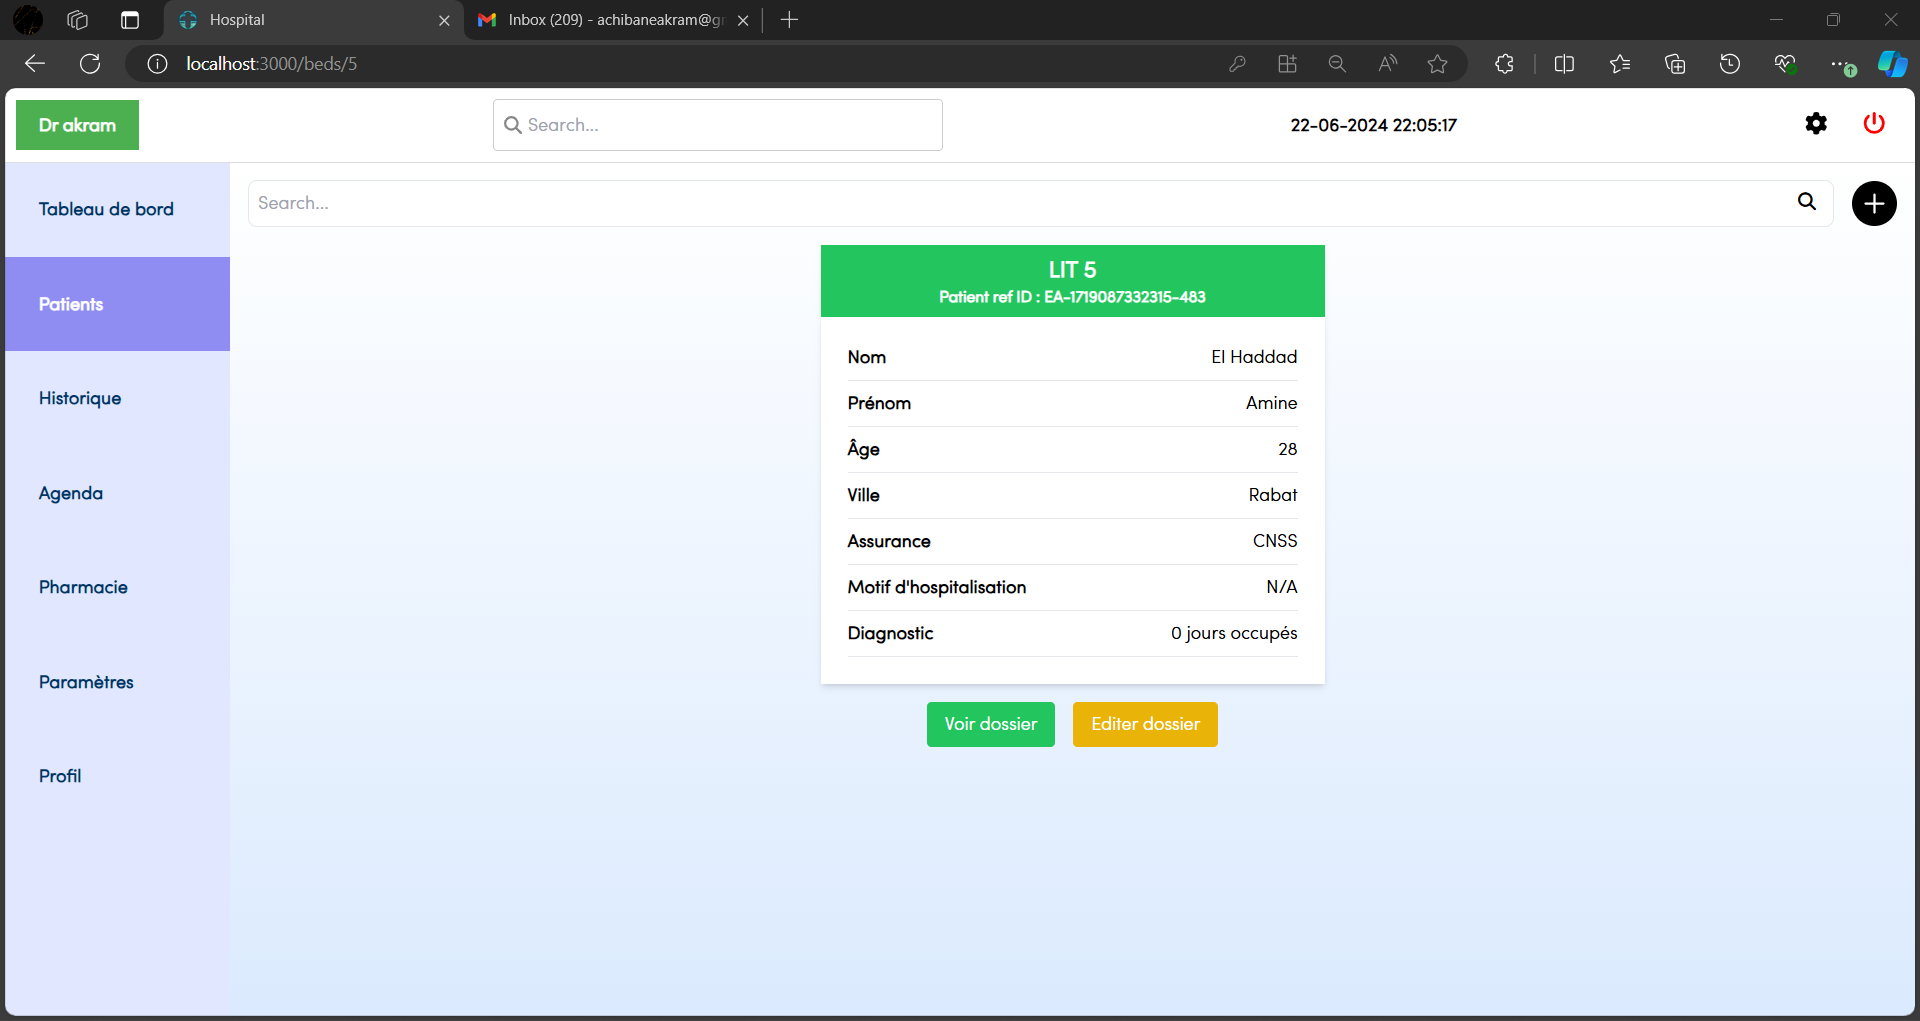 Hospital
Inbox (209) - achibaneakram@gm
localhost:3000/beds/5
Dr akram
Search...
22-06-2024 22:05:17
Tableau de bord
Patients
Historique
Agenda
Pharmacie
Paramètres
Profil
Search...
LIT 5
Patient ref ID : EA-1719087332315-483
Nom El Haddad
Prénom Amine
Âge 28
Ville Rabat
Assurance CNSS
Motif d'hospitalisation N/A
Diagnostic 0 jours occupés
Voir dossier Editer dossier